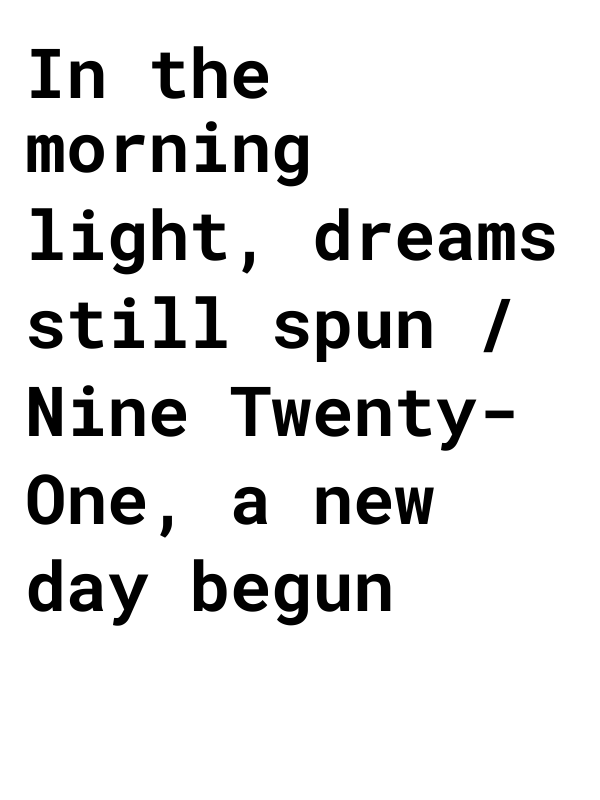 In the
morning
light, dreams
still spun /
Nine Twenty-
One, a new
day begun